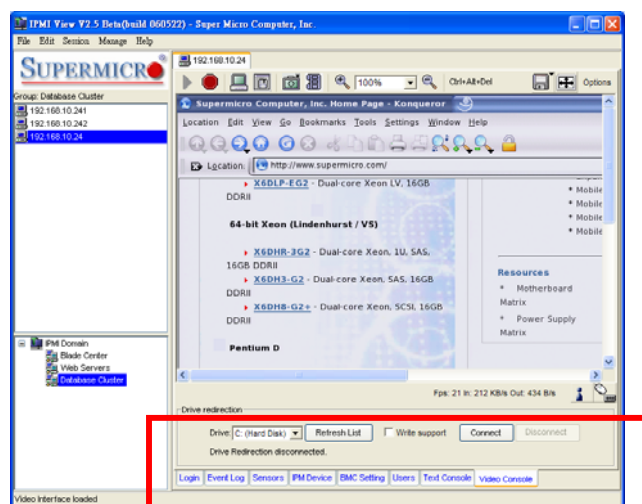 IPMI View V2.5 Beta(build 060522) - Super Micro Computer, Inc.
File Edit Session Manage Help
SUPERMICR
Group: Database Cluster
192.168.10.241
192.168.10.242
192.168.10.24
IPMI Domain
Blade Center
Web Servers
Database Cluster
192.168.10.24
100% Ctrl+Alt+Del Options
Supermicro Computer, Inc. Home Page - Konqueror
Location Edit View Go Bookmarks Tools Settings Window Help
Location: http://www.supermicro.com/
X6DLP-EG2 - Dual-core Xeon LV, 16GB
DDRII
64-bit Xeon (Lindenhurst / VS)
X6DHR-3G2 - Dual-core Xeon, 1U, SAS,
16GB DDRII
X6DH3-G2 - Dual-core Xeon, SAS, 16GB
DDRII
X6DH8-G2+ - Dual-core Xeon, SCSI, 16GB
DDRII
Pentium D
* Mobile
* Mobile
* Mobile
* Mobile
Resources
* Motherboard
Matrix
* Power Supply
Matrix
Fps: 21 In: 212 KB/s Out: 434 B/s
Drive redirection
Drive: C: (Hard Disk) Refresh List Write support Connect Disconnect
Drive Redirection disconnected.
Login Event Log Sensors IPM Device BMC Setting Users Text Console Video Console
Video Interface loaded